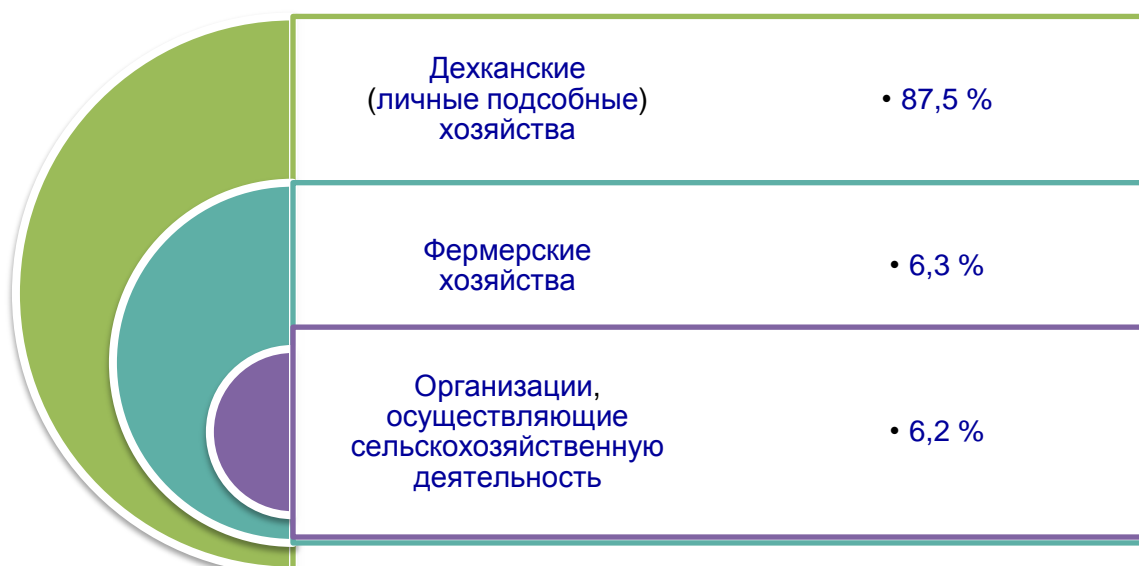 Дехканские
(личные подсобные)
хозяйства
• 87,5 %
Фермерские
хозяйства
• 6,3 %
Организации,
осуществляющие
сельскохозяйственную
деятельность
• 6,2 %